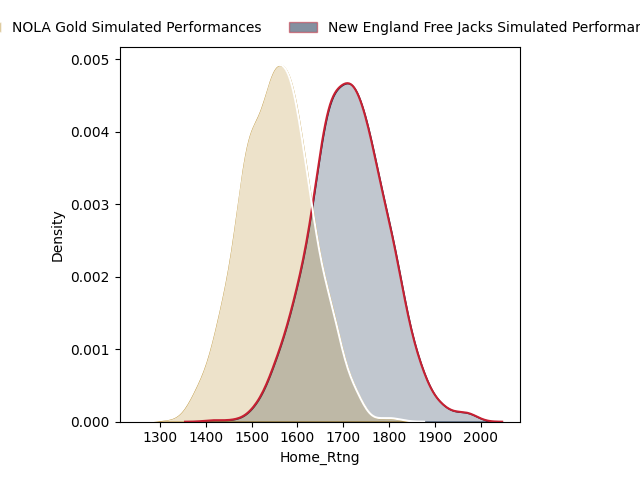 NOLA Gold Simulated Performances
New England Free Jacks Simulated
0.005
0.004
0.003
0.002
0.001
0.000
Density
1300 1400 1500 1600 1700 1800 1900 2000
Home_Rtng